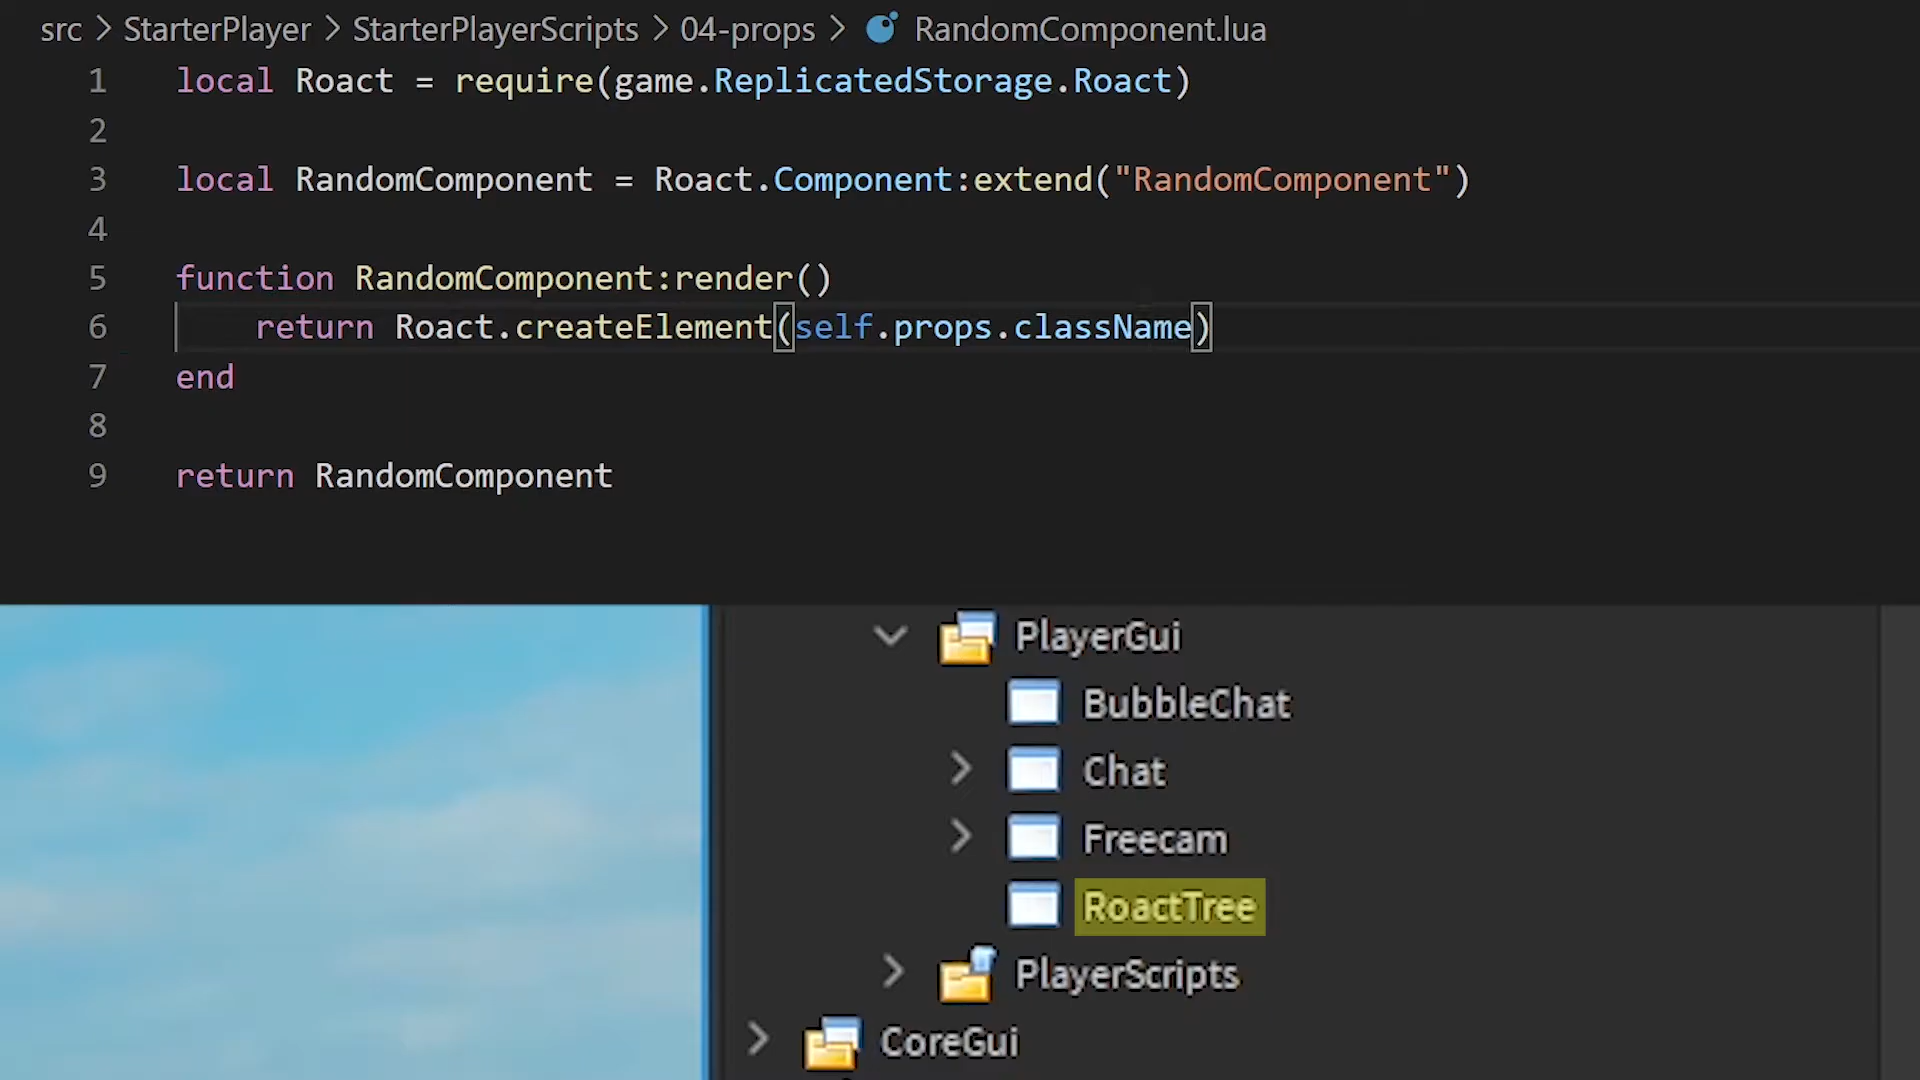 src > StarterPlayer > StarterPlayerScripts > 04-props > RandomComponent.lua
1 local Roact = require(game.ReplicatedStorage.Roact)
2
3 local RandomComponent = Roact.Component:extend("RandomComponent")
4
5 function RandomComponent:render()
6 return Roact.createElement(self.props.className)
7 end
8
9 return RandomComponent
PlayerGui
BubbleChat
Chat
Freecam
RoactTree
PlayerScripts
CoreGui